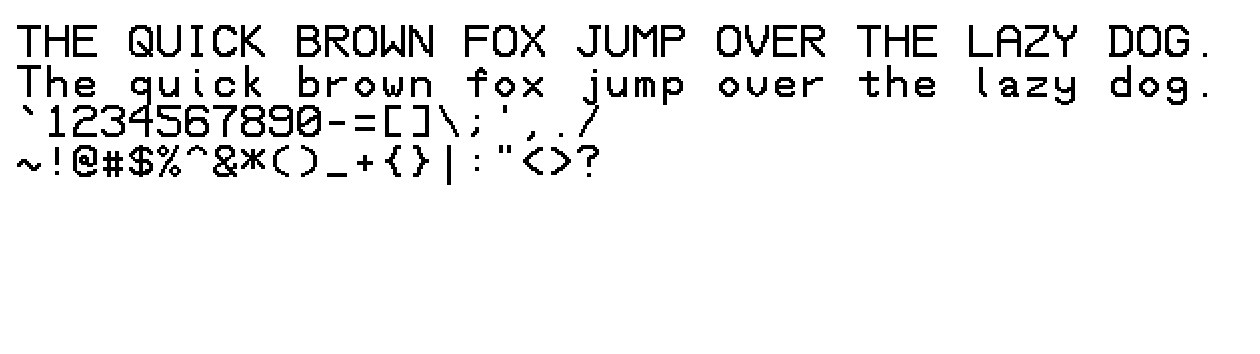 THE QUICK BROWN FOX JUMP OVER THE LAZY DOG.
The quick brown fox jump over the lazy dog.
`1234567890-=[]\;',./
~!@#$%^&*()_+{}|:"<>?